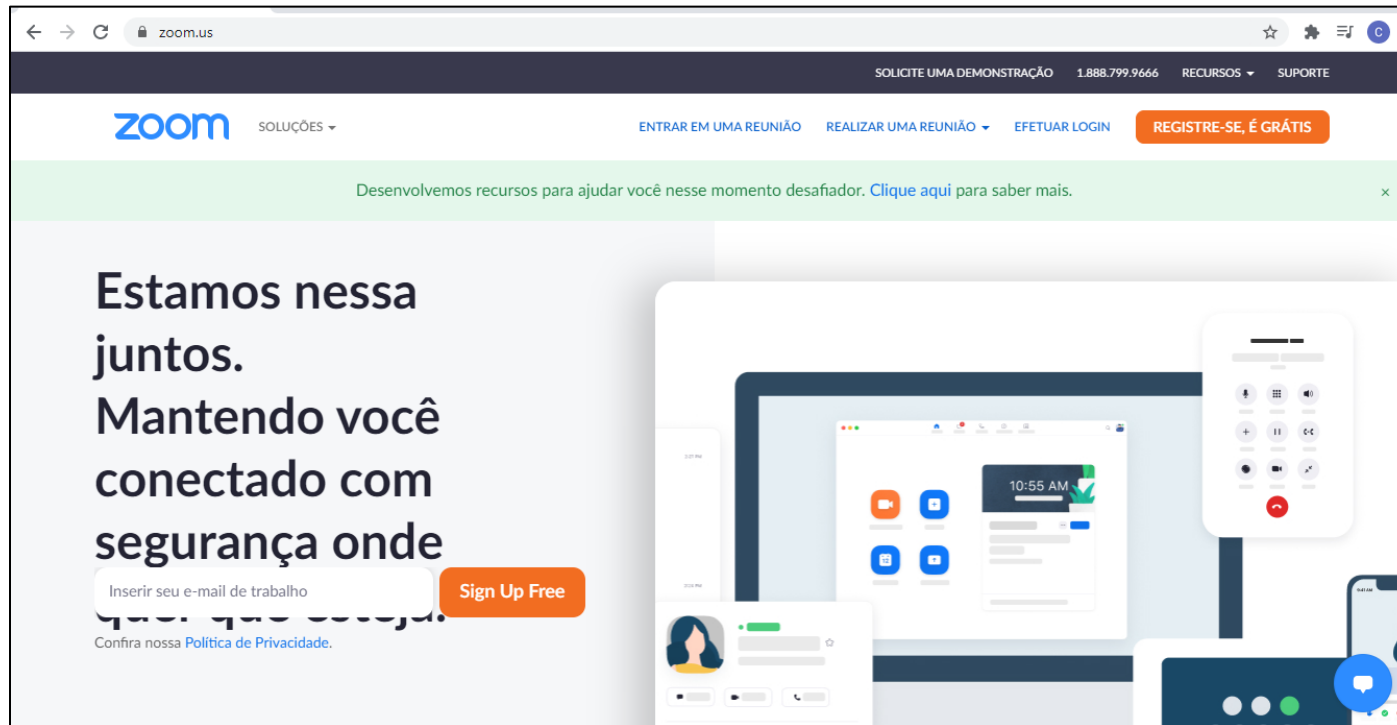 zoom.us
C
SOLICITE UMA DEMONSTRAÇÃO 1.888.799.9666 RECURSOS SUPORTE
zoom SOLUÇÕES ENTRAR EM UMA REUNIÃO REALIZAR UMA REUNIÃO EFETUAR LOGIN REGISTRE-SE, É GRÁTIS
Desenvolvemos recursos para ajudar você nesse momento desafiador. Clique aqui para saber mais. ×
Estamos nessa
juntos.
Mantendo você
conectado com
segurança onde
quer que esteja.
Inserir seu e-mail de trabalho Sign Up Free
Confira nossa Política de Privacidade.
10:55 AM